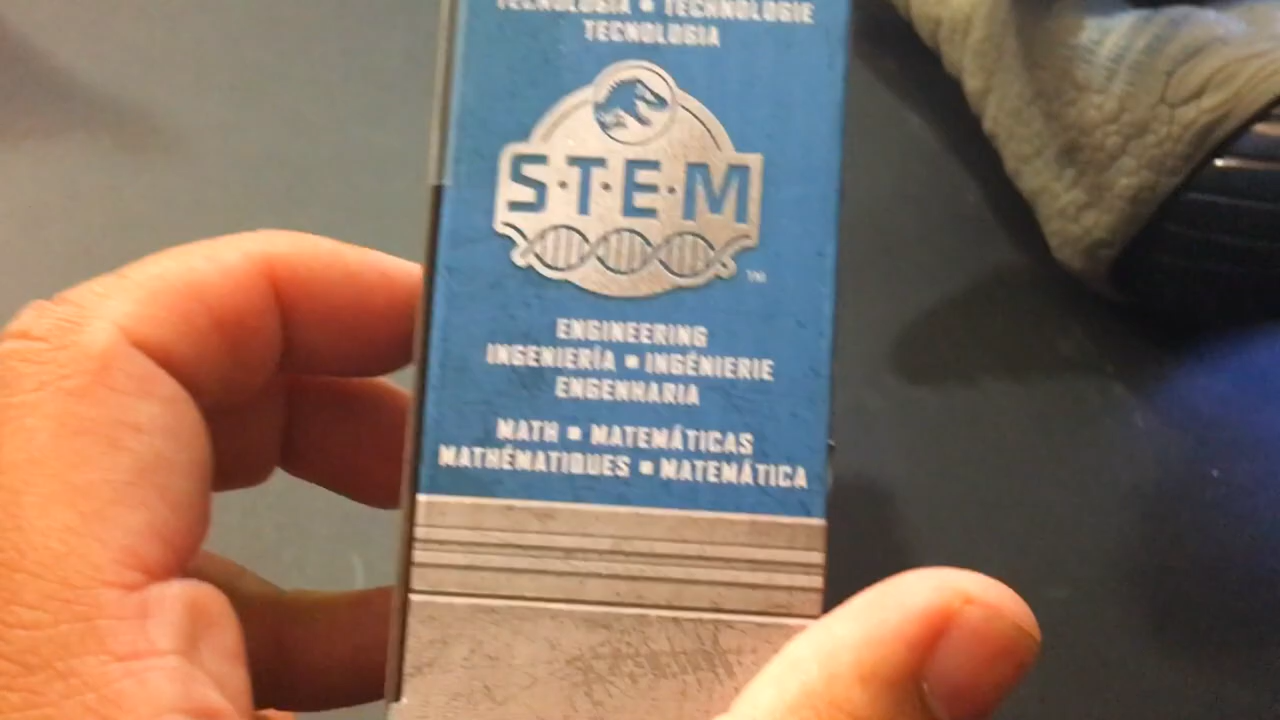 TECNOLOGÍA ▪ TECHNOLOGIE
TECNOLOGIA
S·T·E·M
TM
ENGINEERING
INGENIERÍA ▪ INGÉNIERIE
ENGENHARIA
MATH ▪ MATEMÁTICAS
MATHÉMATIQUES ▪ MATEMÁTICA